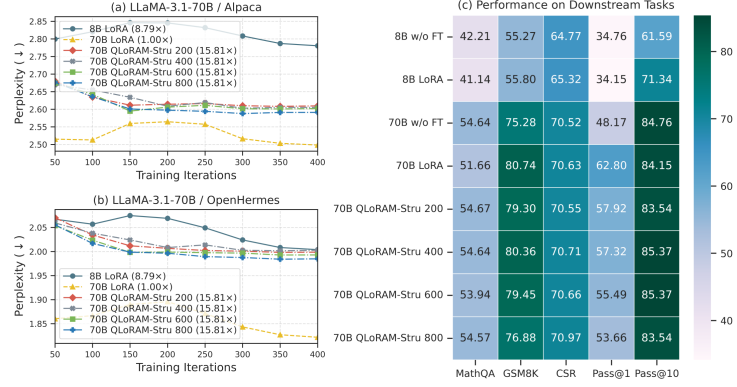 (a) LLaMA-3.1-70B / Alpaca
Perplexity (↓)
2.80
2.75
2.70
2.65
2.60
2.55
2.50
8B LoRA (8.79×)
70B LoRA (1.00×)
70B QLoRAM-Stru 200 (15.81×)
70B QLoRAM-Stru 400 (15.81×)
70B QLoRAM-Stru 600 (15.81×)
70B QLoRAM-Stru 800 (15.81×)
50 100 150 200 250 300 350 400
Training Iterations
(b) LLaMA-3.1-70B / OpenHermes
Perplexity (↓)
2.05
2.00
1.95
1.90
1.85
8B LoRA (8.79×)
70B LoRA (1.00×)
70B QLoRAM-Stru 200 (15.81×)
70B QLoRAM-Stru 400 (15.81×)
70B QLoRAM-Stru 600 (15.81×)
70B QLoRAM-Stru 800 (15.81×)
50 100 150 200 250 300 350 400
Training Iterations
(c) Performance on Downstream Tasks
8B w/o FT 42.21 55.27 64.77 34.76 61.59
8B LoRA 41.14 55.80 65.32 34.15 71.34
70B w/o FT 54.64 75.28 70.52 48.17 84.76
70B LoRA 51.66 80.74 70.63 62.80 84.15
70B QLoRAM-Stru 200 54.67 79.30 70.55 57.92 83.54
70B QLoRAM-Stru 400 54.64 80.36 70.71 57.32 85.37
70B QLoRAM-Stru 600 53.94 79.45 70.66 55.49 85.37
70B QLoRAM-Stru 800 54.57 76.88 70.97 53.66 83.54
MathQA GSM8K CSR Pass@1 Pass@10
80
70
60
50
40